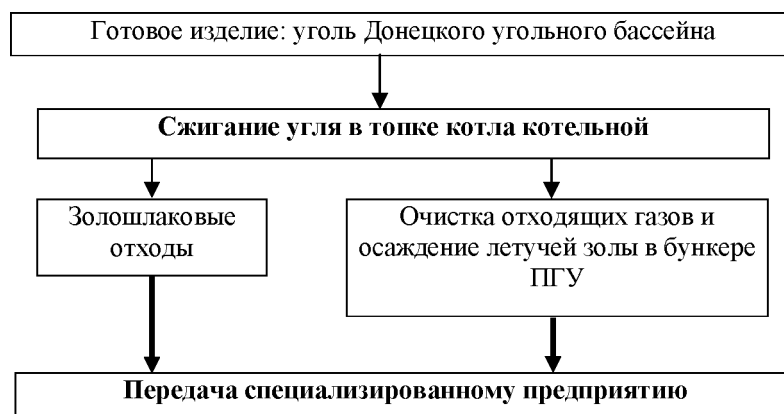 Готовое изделие: уголь Донецкого угольного бассейна
Сжигание угля в топке котла котельной
Золошлаковые
отходы
Очистка отходящих газов и
осаждение летучей золы в бункере
ПГУ
Передача специализированному предприятию